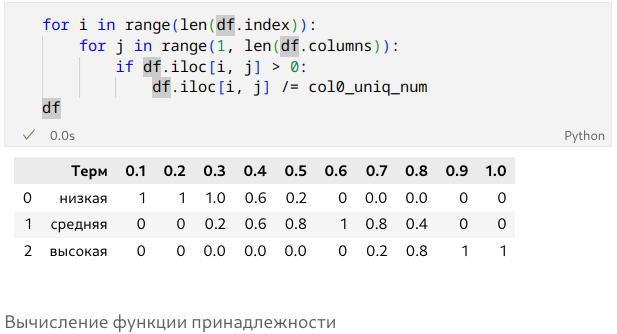 for i in range(len(df.index)):
    for j in range(1, len(df.columns)):
        if df.iloc[i, j] > 0:
            df.iloc[i, j] /= col0_uniq_num
df
✓ 0.0s Python
Терм 0.1 0.2 0.3 0.4 0.5 0.6 0.7 0.8 0.9 1.0
0 низкая 1 1 1.0 0.6 0.2 0 0.0 0.0 0 0
1 средняя 0 0 0.2 0.6 0.8 1 0.8 0.4 0 0
2 высокая 0 0 0.0 0.0 0.0 0 0.2 0.8 1 1
Вычисление функции принадлежности